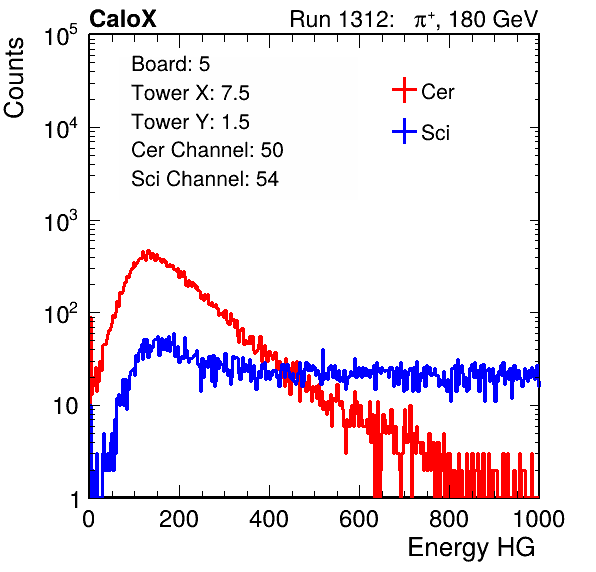 CaloX Run 1312: π⁺, 180 GeV
Counts
10⁵
10⁴
10³
10²
10
1
Board: 5
Tower X: 7.5
Tower Y: 1.5
Cer Channel: 50
Sci Channel: 54
Cer
Sci
0 200 400 600 800 1000
Energy HG